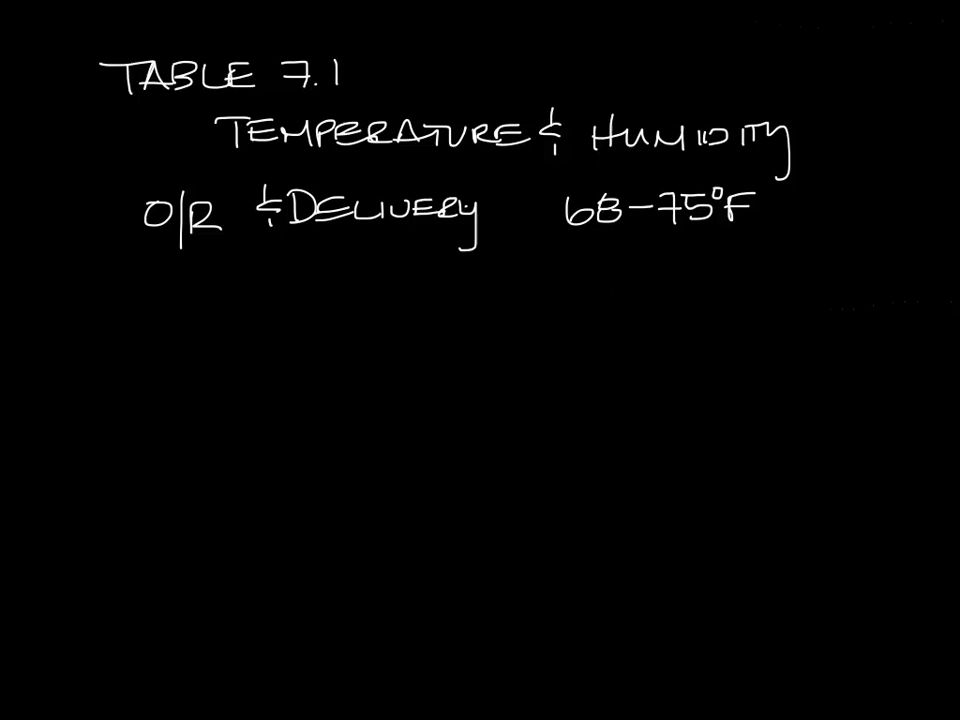 TABLE 7.1
TEMPERATURE & HUMIDITY
O/R & DELIVERY 68-75°F